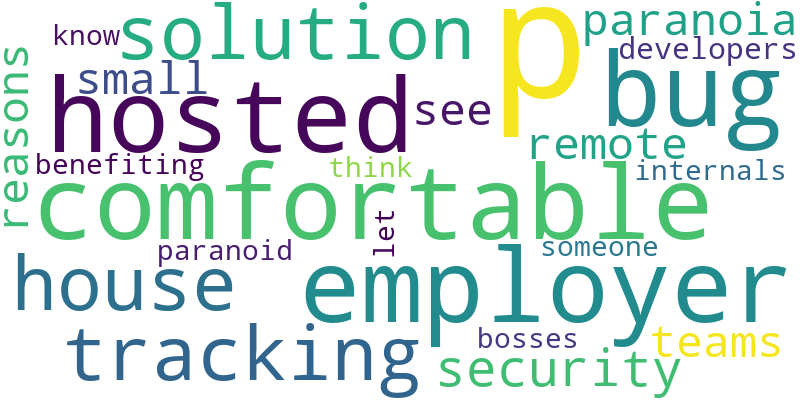 know
solution
p
paranoia
developers
reasons
small
hosted
see
bug
remote
benefiting
think
internals
comfortable
let
paranoid
someone
house
employer
tracking
bosses
teams
security